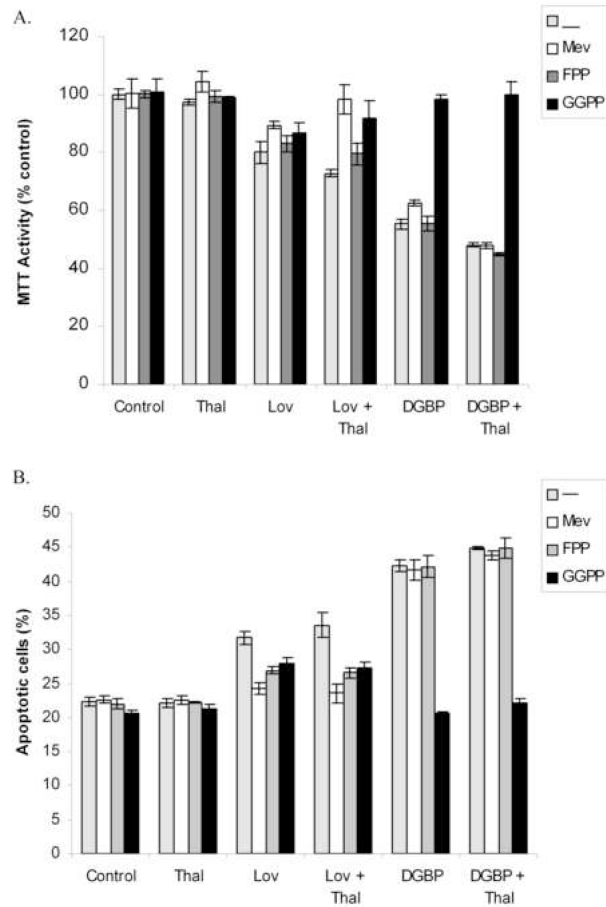 A.
MTT Activity (% control)
120
100
80
60
40
20
0
Control
Thal
Lov
Lov +
Thal
DGBP
DGBP +
Thal
—
Mev
FPP
GGPP
B.
Apoptotic cells (%)
50
45
40
35
30
25
20
15
10
5
0
Control
Thal
Lov
Lov +
Thal
DGBP
DGBP +
Thal
—
Mev
FPP
GGPP